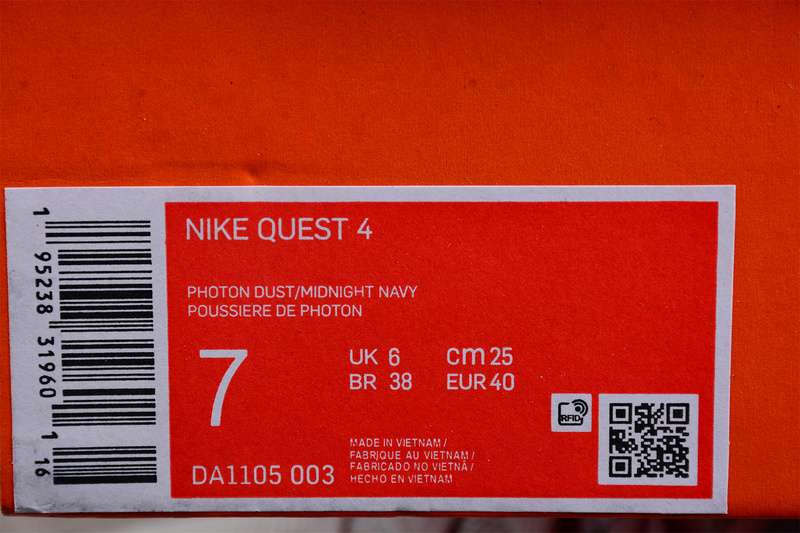 NIKE QUEST 4
PHOTON DUST/MIDNIGHT NAVY
POUSSIERE DE PHOTON
7
UK 6 cm 25
BR 38 EUR 40
DA1105 003
MADE IN VIETNAM /
FABRIQUE AU VIETNAM /
FABRICADO NO VIETNÃ /
HECHO EN VIETNAM
RFID
1 95238 31960 1 16